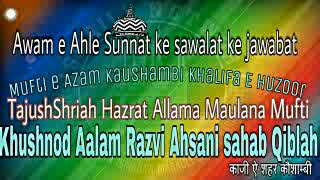 Awam e Ahle Sunnat ke sawalat ke jawabat
Mufti e Azam Kaushambi Khalifa e Huzoor
TajushShriah Hazrat Allama Maulana Mufti
Khushnod Aalam Razvi Ahsani sahab Qiblah
काजी ऐ शहर कौशाम्बी